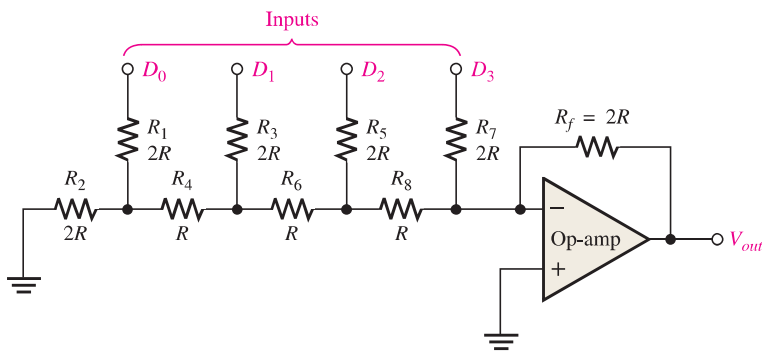 Inputs
D0 D1 D2 D3
R1 R3 R5 R7 Rf = 2R
2R 2R 2R 2R
R2 R4 R6 R8
2R R R R
−
Op-amp Vout
+